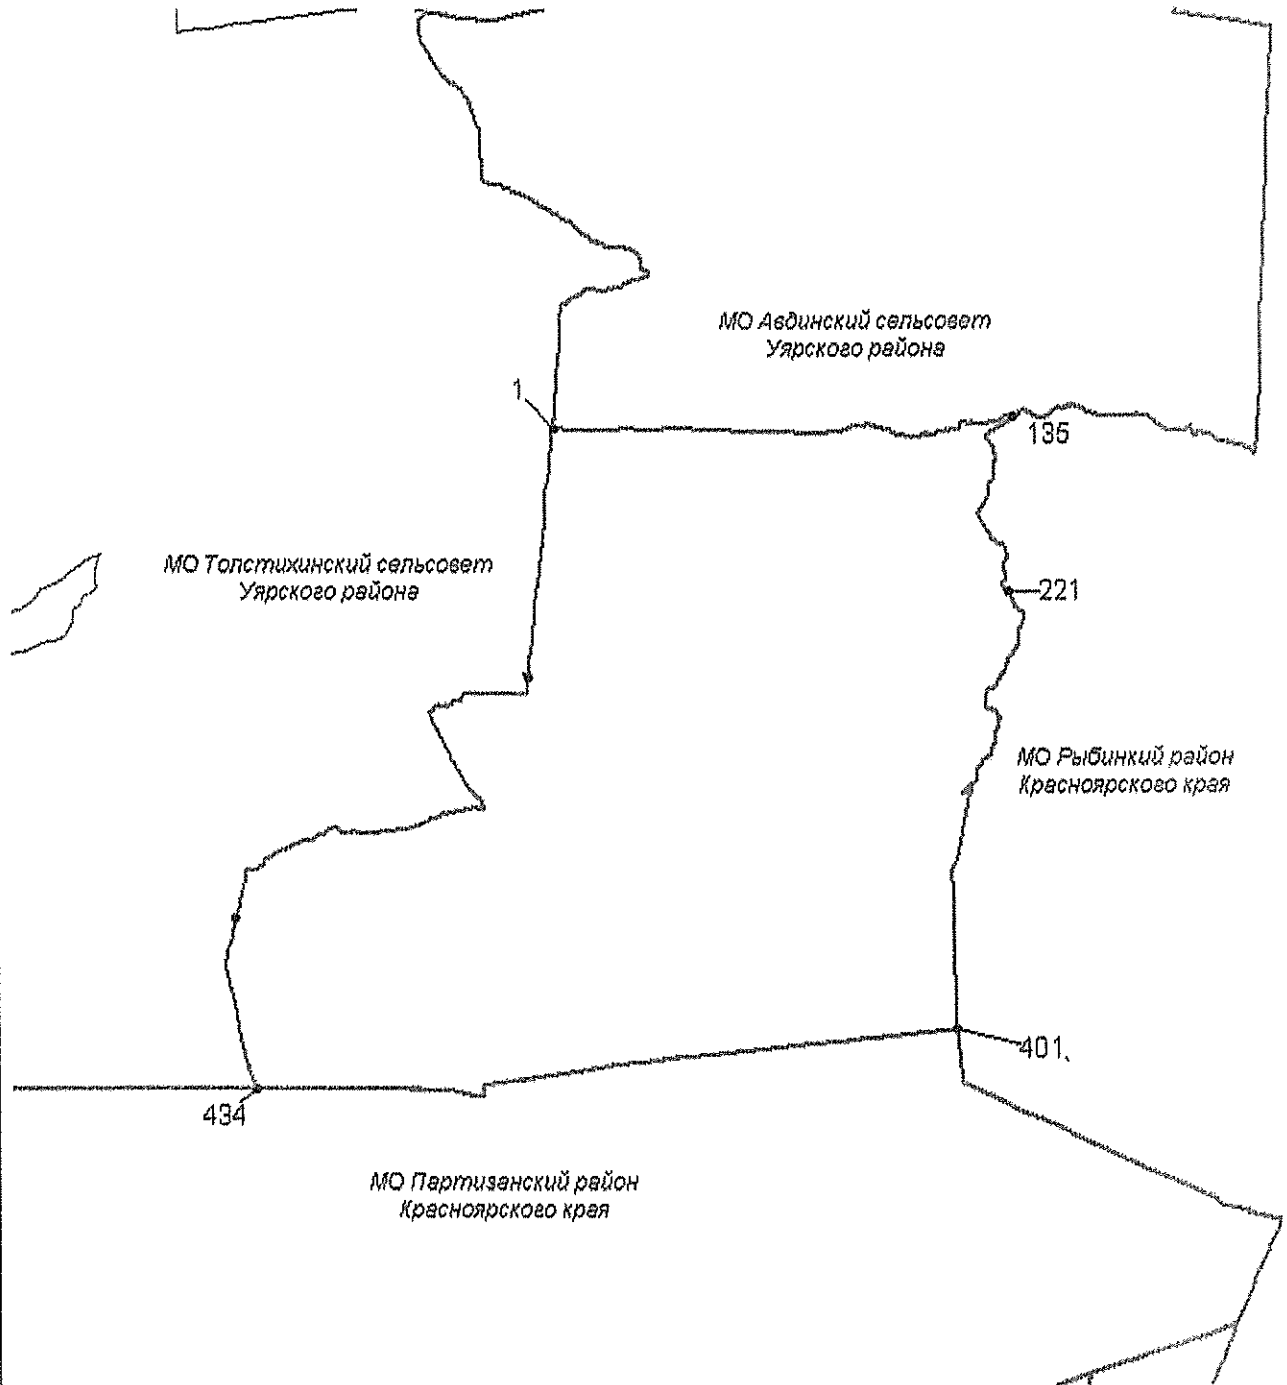 МО Авдинский сельсовет
Уярского района
1
135
МО Толстихинский сельсовет
Уярского района
221
МО Рыбинкий район
Красноярского края
401.
434
МО Партизанский район
Красноярского края